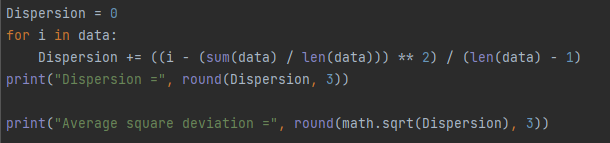 Dispersion = 0
for i in data:
    Dispersion += ((i - (sum(data) / len(data))) ** 2) / (len(data) - 1)
print("Dispersion =", round(Dispersion, 3))
print("Average square deviation =", round(math.sqrt(Dispersion), 3))